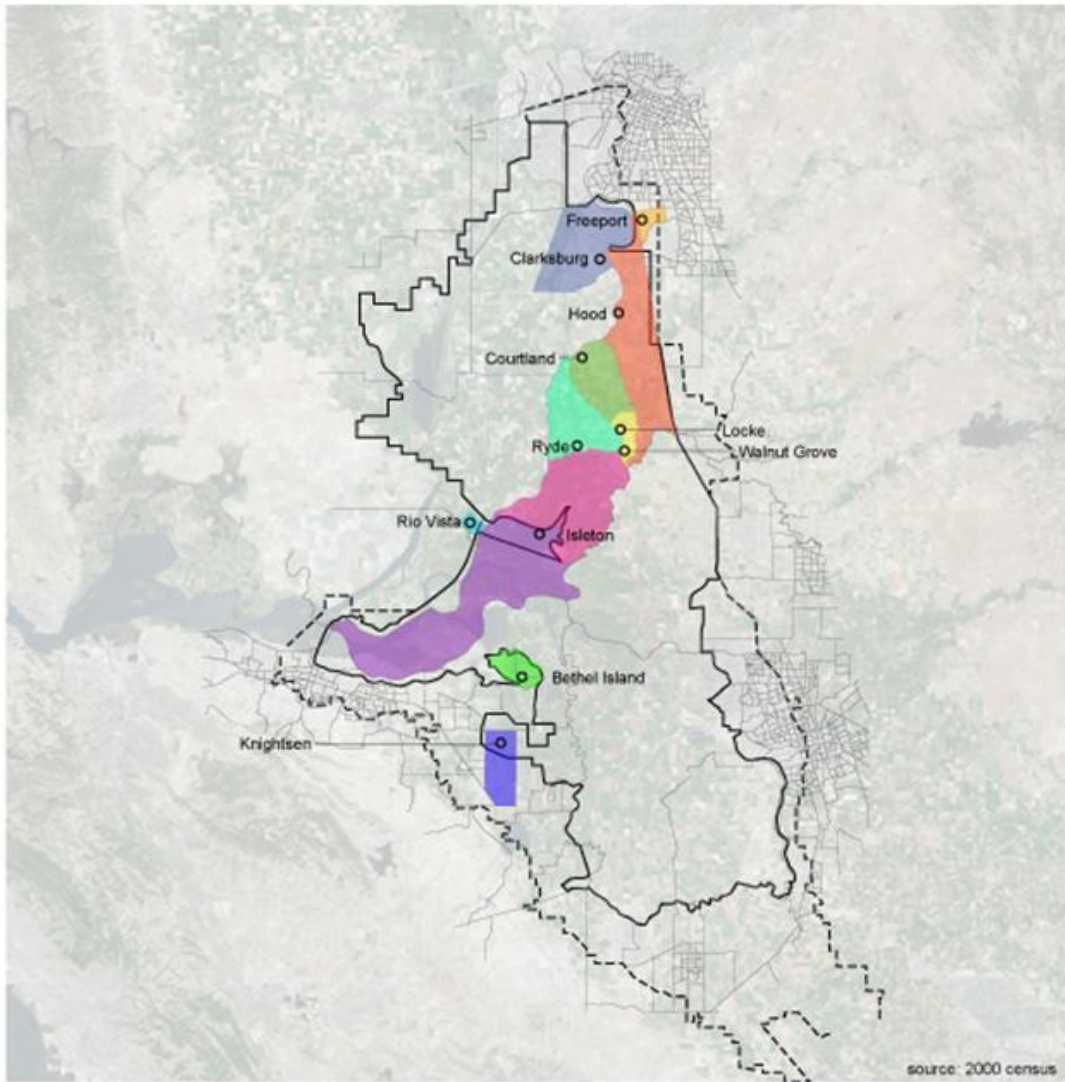 Freeport
Clarksburg
Hood
Courtland
Locke
Ryde
Walnut Grove
Rio Vista
Isleton
Bethel Island
Knightsen
source: 2000 census